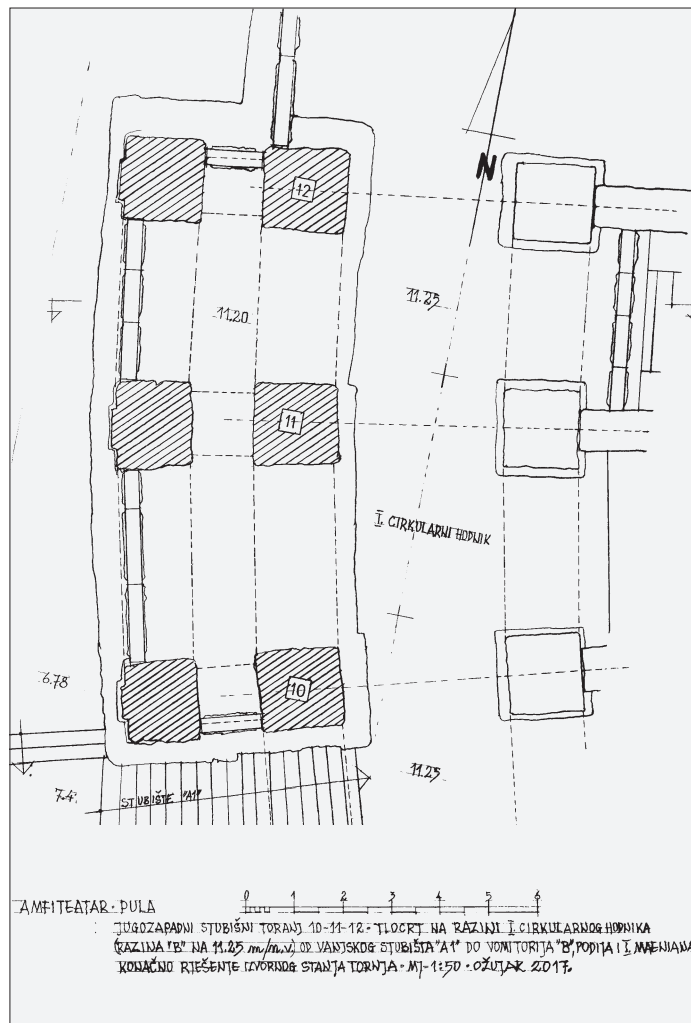 N
12
11.20
11.25
11
I. CIRKULARNI HODNIK
10
6.78
11.25
7.4.
STUBIŠTE "A1"
AMFITEATAR · PULA
0 1 2 3 4 5 6
JUGOZAPADNI STUBIŠNI TORANJ 10-11-12 - TLOCRT NA RAZINI I. CIRKULARNOG HODNIKA
(RAZINA "B" NA 11.25 m/n.v.) OD VANJSKOG STUBIŠTA "A1" DO VOMITORIJA "B", PODIJA I I. MAENIANA
KONAČNO RJEŠENJE IZVORNOG STANJA TORNJA · MJ-1:50 · OŽUJAK 2017.